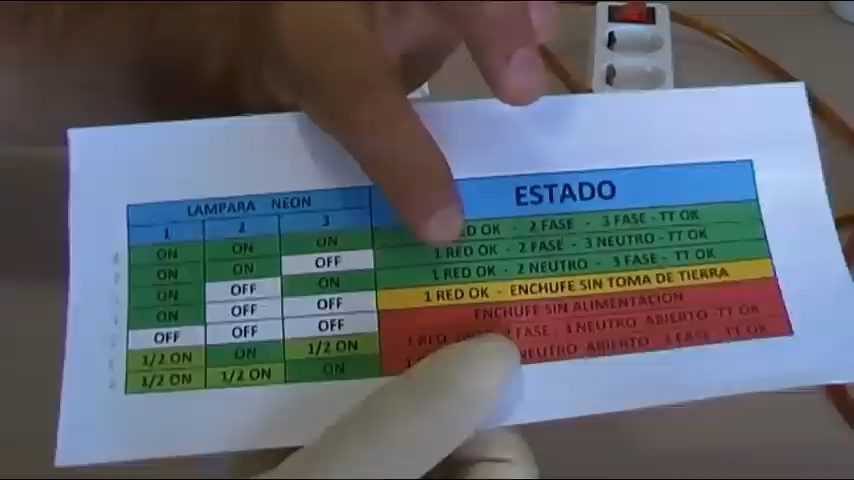 LAMPARA NEON ESTADO
1 2 3
ON ON ON RED OK - 2 FASE - 3 FASE - TT OK
ON ON OFF 1 RED OK - 2 FASE - 3 NEUTRO - TT OK
ON OFF ON 1 RED OK - 2 NEUTRO - 3 FASE - TT OK
ON OFF OFF 1 RED OK - ENCHUFE SIN TOMA DE TIERRA
OFF OFF OFF ENCHUFE SIN ALIMENTACION
1/2 ON ON 1/2 ON 1 RED 2 FASE - 1 NEUTRO ABIERTO - TT OK
1/2 ON 1/2 ON ON NEUTRO ABIERTO - 3 FASE - TT OK